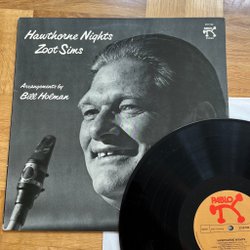 Hawthorne Nights
Zoot Sims
Arrangements by
Bill Holman
PABLO